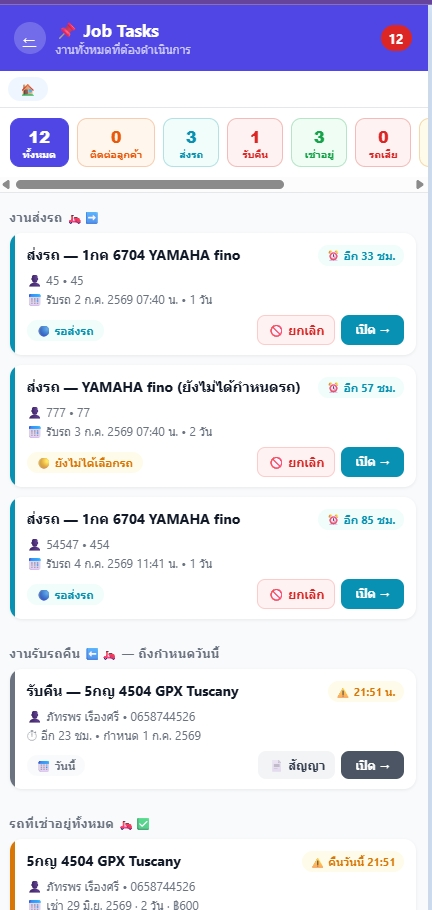 ←
📌 Job Tasks
งานทั้งหมดที่ต้องดำเนินการ
12
🏠
12
ทั้งหมด
0
ติดต่อลูกค้า
3
ส่งรถ
1
รับคืน
3
เช่าอยู่
0
รถเสีย
งานส่งรถ 🛵 ➡️
ส่งรถ — 1กค 6704 YAMAHA fino
⏰ อีก 33 ชม.
👤 45 • 45
📅 รับรถ 2 ก.ค. 2569 07:40 น. • 1 วัน
🔵 รอส่งรถ
🚫 ยกเลิก
เปิด →
ส่งรถ — YAMAHA fino (ยังไม่ได้กำหนดรถ)
⏰ อีก 57 ชม.
👤 777 • 77
📅 รับรถ 3 ก.ค. 2569 07:40 น. • 2 วัน
🟡 ยังไม่ได้เลือกรถ
🚫 ยกเลิก
เปิด →
ส่งรถ — 1กค 6704 YAMAHA fino
⏰ อีก 85 ชม.
👤 54547 • 454
📅 รับรถ 4 ก.ค. 2569 11:41 น. • 1 วัน
🔵 รอส่งรถ
🚫 ยกเลิก
เปิด →
งานรับรถคืน ⬅️ 🛵 — ถึงกำหนดวันนี้
รับคืน — 5กญ 4504 GPX Tuscany
⚠️ 21:51 น.
👤 ภัทรพร เรืองศรี • 0658744526
⏱ อีก 23 ชม. • กำหนด 1 ก.ค. 2569
📅 วันนี้
📄 สัญญา
เปิด →
รถที่เช่าอยู่ทั้งหมด 🛵 ✅
5กญ 4504 GPX Tuscany
⚠️ คืนวันนี้ 21:51
👤 ภัทรพร เรืองศรี • 0658744526
📅 เช่า 29 มิ.ย. 2569 · 2 วัน · ฿600